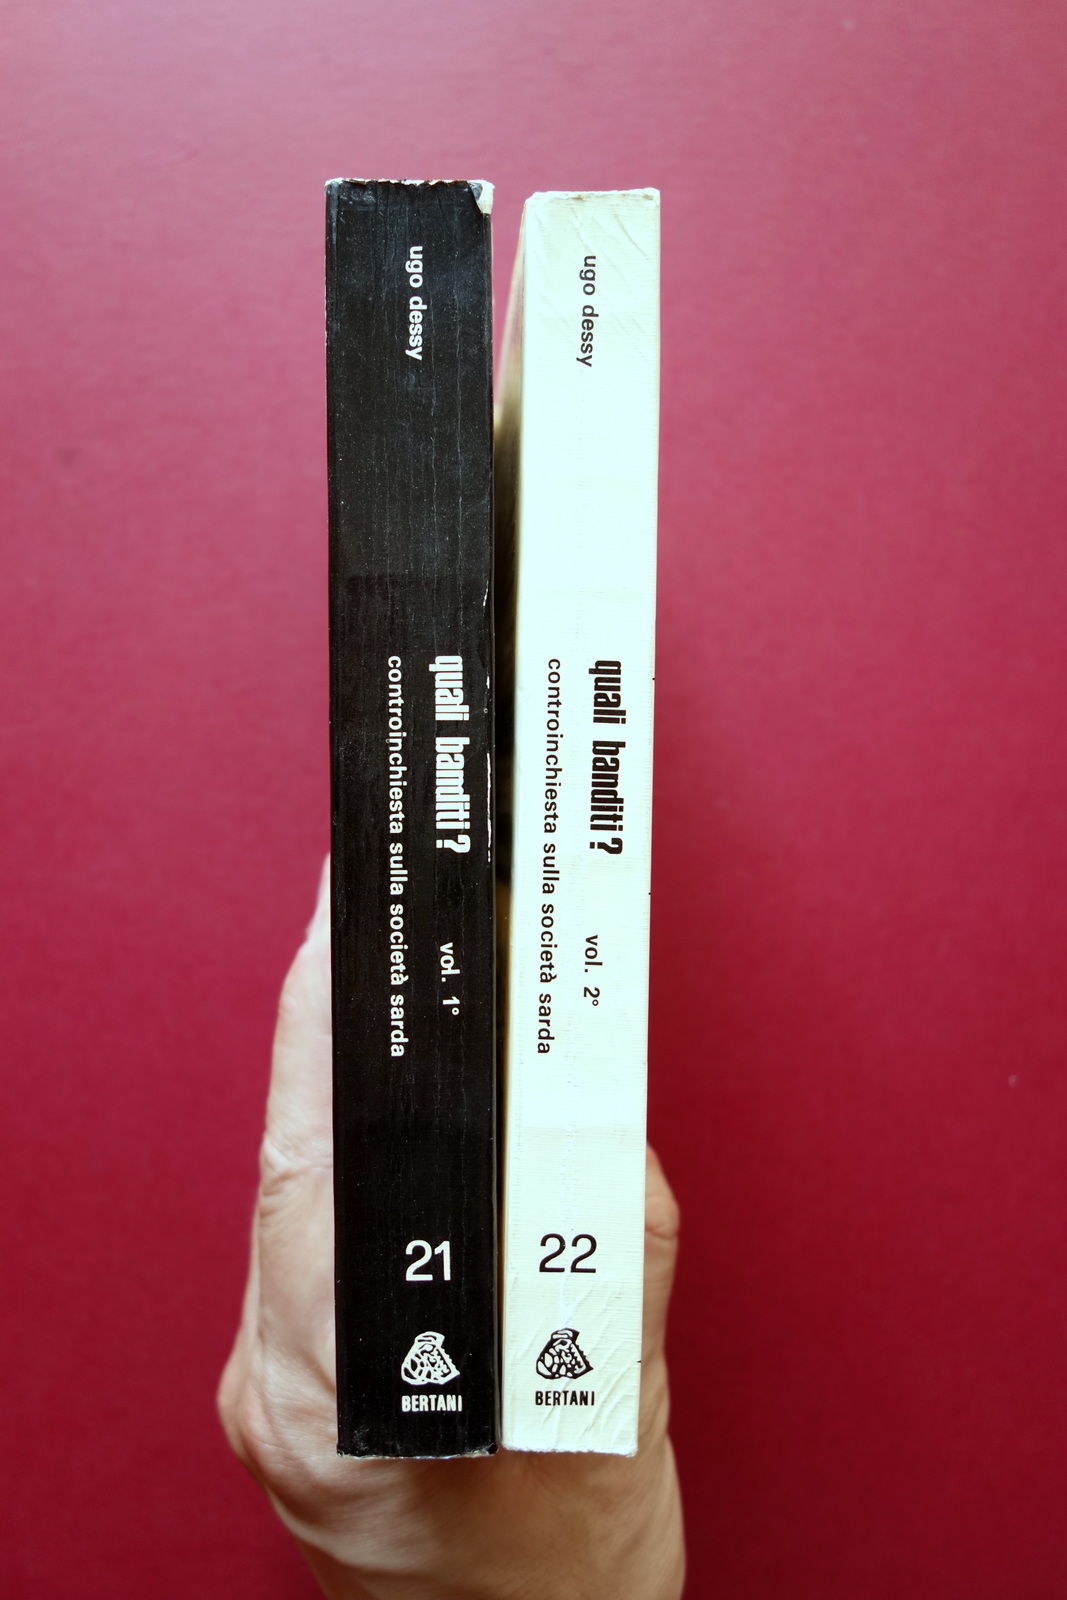 ugo dessy
quali banditi?
vol. 1°
controinchiesta sulla società sarda
21
BERTANI
ugo dessy
quali banditi?
vol. 2°
controinchiesta sulla società sarda
22
BERTANI